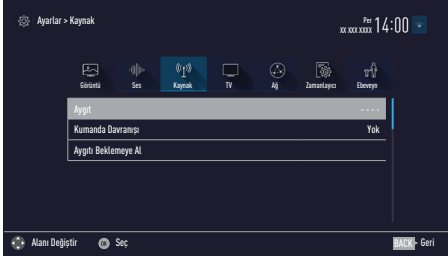 Ayarlar > Kaynak
Per
xx xxx xxxx 14:00
Görüntü Ses Kaynak TV Ağ Zamanlayıcı Ebeveyn
Aygıt - - - -
Kumanda Davranışı Yok
Aygıtı Beklemeye Al
Alanı Değiştir OK Seç BACK Geri